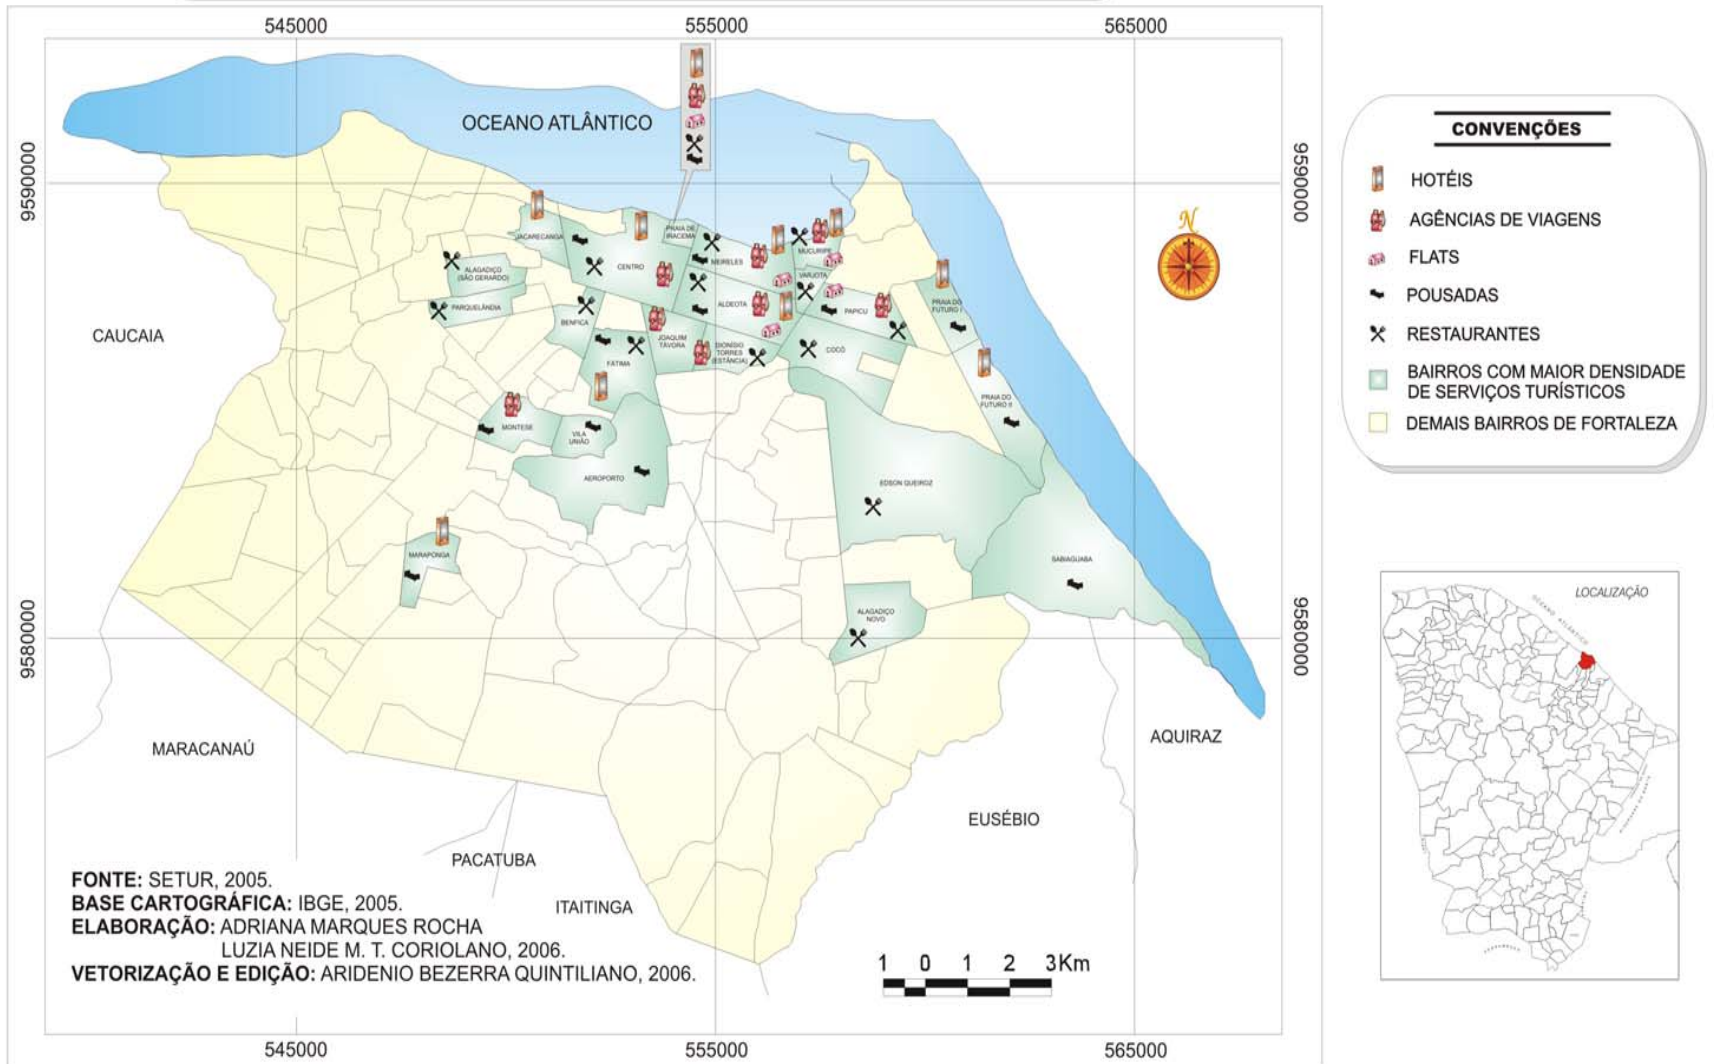 545000
555000
565000
9590000
9590000
OCEANO ATLÂNTICO
JACARECANGA
CENTRO
PRAIA DE
IRACEMA
MEIRELES
MUCURIPE
VARJOTA
ALDEOTA
PAPICU
PRAIA DO
FUTURO I
ALAGADIÇO
(SÃO GERARDO)
PARQUELÂNDIA
BENFICA
FÁTIMA
JOAQUIM
TÁVORA
DIONÍSIO
TORRES
(ESTÂNCIA)
COCÓ
PRAIA DO
FUTURO II
CAUCAIA
MONTESE
VILA
UNIÃO
AEROPORTO
EDSON QUEIROZ
MARAPONGA
SABIAGUABA
ALAGADIÇO
NOVO
9580000
9580000
MARACANAÚ
AQUIRAZ
EUSÉBIO
PACATUBA
ITAITINGA
FONTE: SETUR, 2005.
BASE CARTOGRÁFICA: IBGE, 2005.
ELABORAÇÃO: ADRIANA MARQUES ROCHA
LUZIA NEIDE M. T. CORIOLANO, 2006.
VETORIZAÇÃO E EDIÇÃO: ARIDENIO BEZERRA QUINTILIANO, 2006.
1 0 1 2 3Km
545000
555000
565000
CONVENÇÕES
HOTÉIS
AGÊNCIAS DE VIAGENS
FLATS
POUSADAS
RESTAURANTES
BAIRROS COM MAIOR DENSIDADE
DE SERVIÇOS TURÍSTICOS
DEMAIS BAIRROS DE FORTALEZA
N
LOCALIZAÇÃO
OCEANO ATLÂNTICO